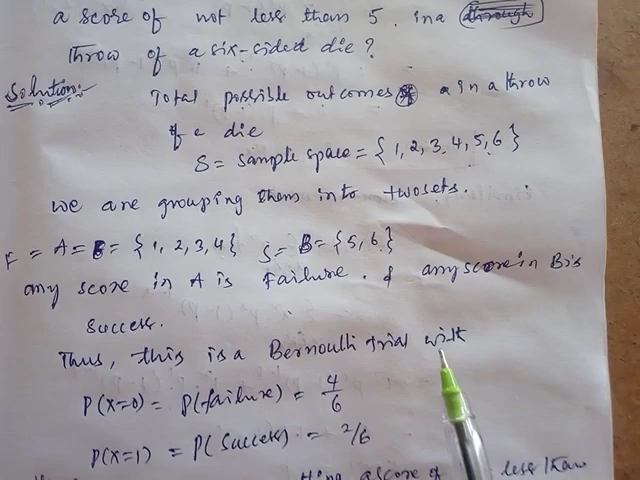 a score of not less than 5 in a
throw of a six-sided die?
Solution:- Total possible outcomes a in a throw
of a die
S = sample space = { 1, 2, 3, 4, 5, 6 }
we are grouping them into two sets.
F = A = = { 1, 2, 3, 4 } S = B = { 5, 6 }
any score in A is failure. & any score in B is
success.
Thus, this is a Bernoulli trial with
P(X=0) = P(failure) = 4/6
P(X=1) = P(success) = 2/6
ting a score of less than